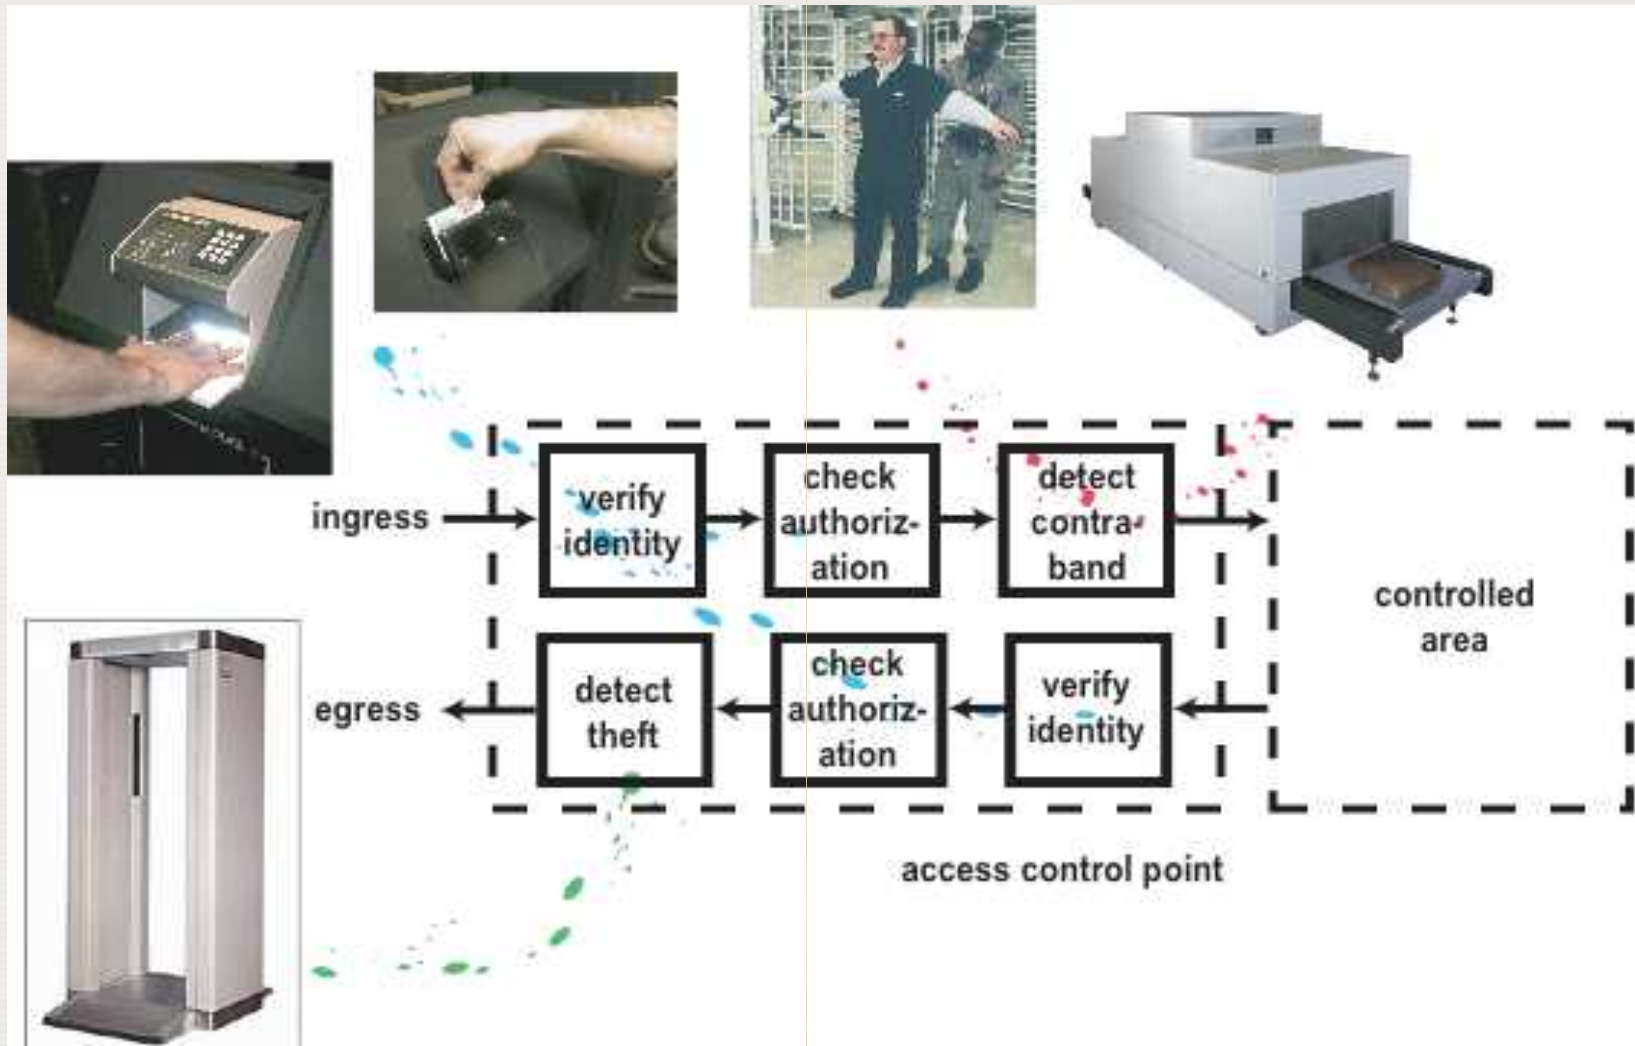 ingress
verify
identity
check
authoriz-
ation
detect
contra-
band
controlled
area
egress
detect
theft
check
authoriz-
ation
verify
identity
access control point